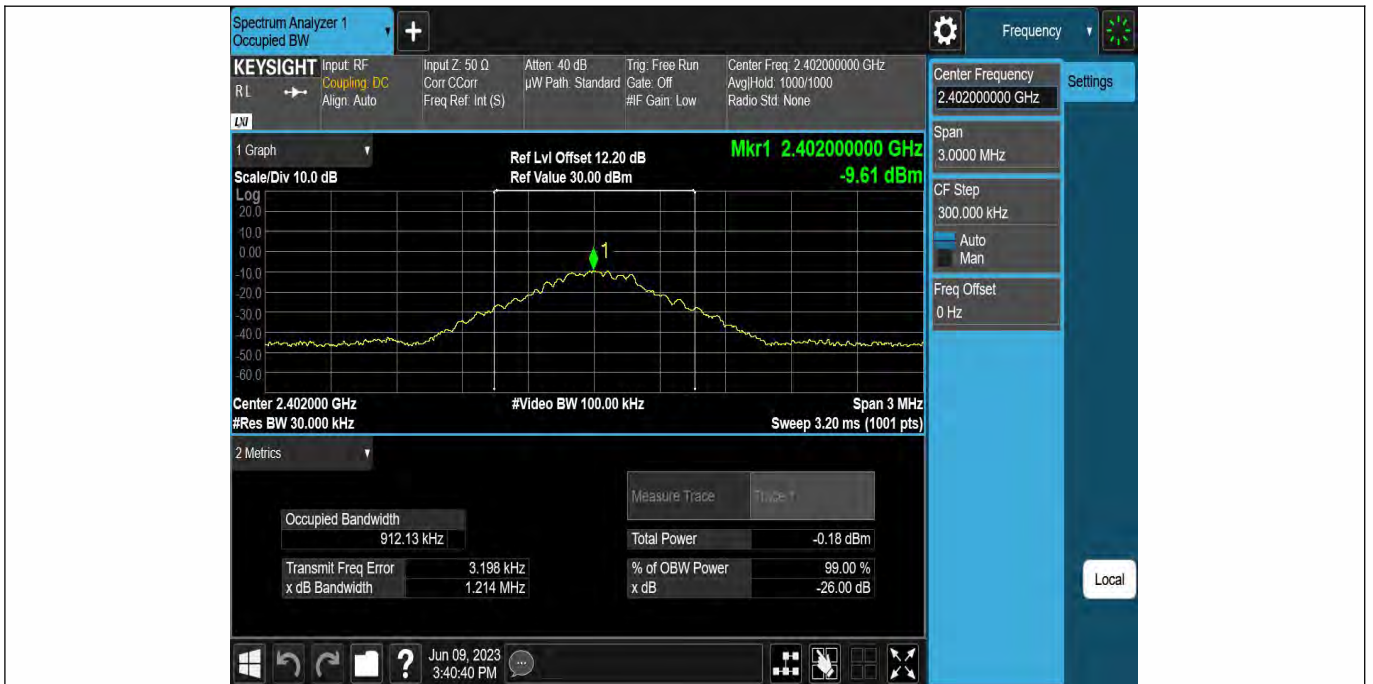 Spectrum Analyzer 1
Occupied BW
Frequency
KEYSIGHT
RL
LXI
Input: RF
Coupling: DC
Align: Auto
Input Z: 50 Ω
Corr CCorr
Freq Ref: Int (S)
Atten: 40 dB
µW Path: Standard
Trig: Free Run
Gate: Off
#IF Gain: Low
Center Freq: 2.402000000 GHz
Avg|Hold: 1000/1000
Radio Std: None
Center Frequency
2.402000000 GHz
Settings
Span
3.0000 MHz
CF Step
300.000 kHz
Auto
Man
Freq Offset
0 Hz
Local
1 Graph
Scale/Div 10.0 dB
Ref Lvl Offset 12.20 dB
Ref Value 30.00 dBm
Mkr1 2.402000000 GHz
-9.61 dBm
Log
20.0
10.0
0.00
-10.0
-20.0
-30.0
-40.0
-50.0
-60.0
1
Center 2.402000 GHz
#Res BW 30.000 kHz
#Video BW 100.00 kHz
Span 3 MHz
Sweep 3.20 ms (1001 pts)
2 Metrics
Measure Trace
Trace 1
Occupied Bandwidth
912.13 kHz
Total Power -0.18 dBm
Transmit Freq Error 3.198 kHz
% of OBW Power 99.00 %
x dB Bandwidth 1.214 MHz
x dB -26.00 dB
?
Jun 09, 2023
3:40:40 PM